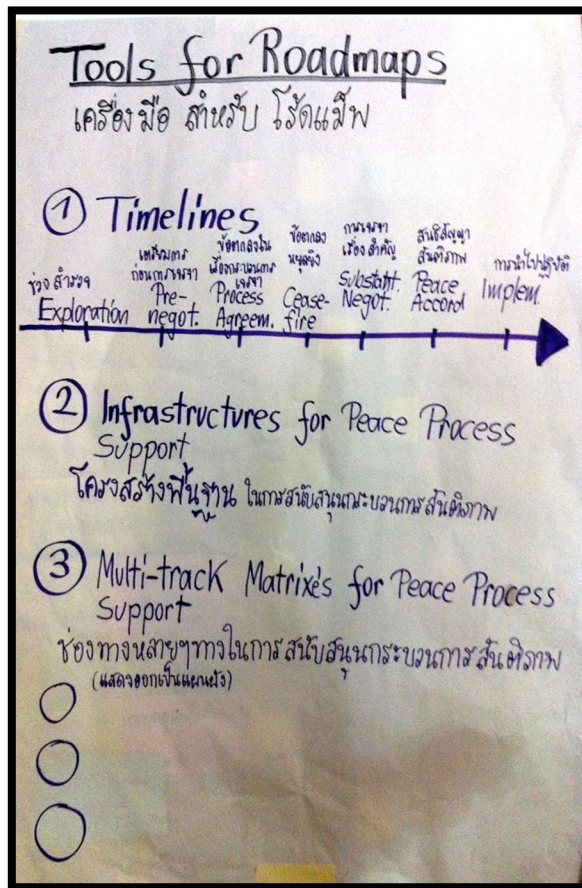 Tools for Roadmaps
เครื่องมือ สำหรับ โร้ดแม็พ
① Timelines
ช่วงสำรวจ
Exploration
เตรียมการ
ก่อนการเจรจา
Pre-
negot.
ข้อตกลงใน
เรื่องกระบวนการ
เจรจา
Process
Agreem.
ข้อตกลง
หยุดยิง
Cease-
fire
การเจรจา
เรื่องสำคัญ
Substant.
Negot.
สนธิสัญญา
สันติภาพ
Peace
Accord
การนำไปปฏิบัติ
Implem.
② Infrastructures for Peace Process
Support
โครงสร้างพื้นฐาน ในการสนับสนุนกระบวนการสันติภาพ
③ Multi-track Matrixés for Peace Process
Support
ช่องทางหลายๆทางในการสนับสนุนกระบวนการสันติภาพ
(แสดงออกเป็นแผนผัง)